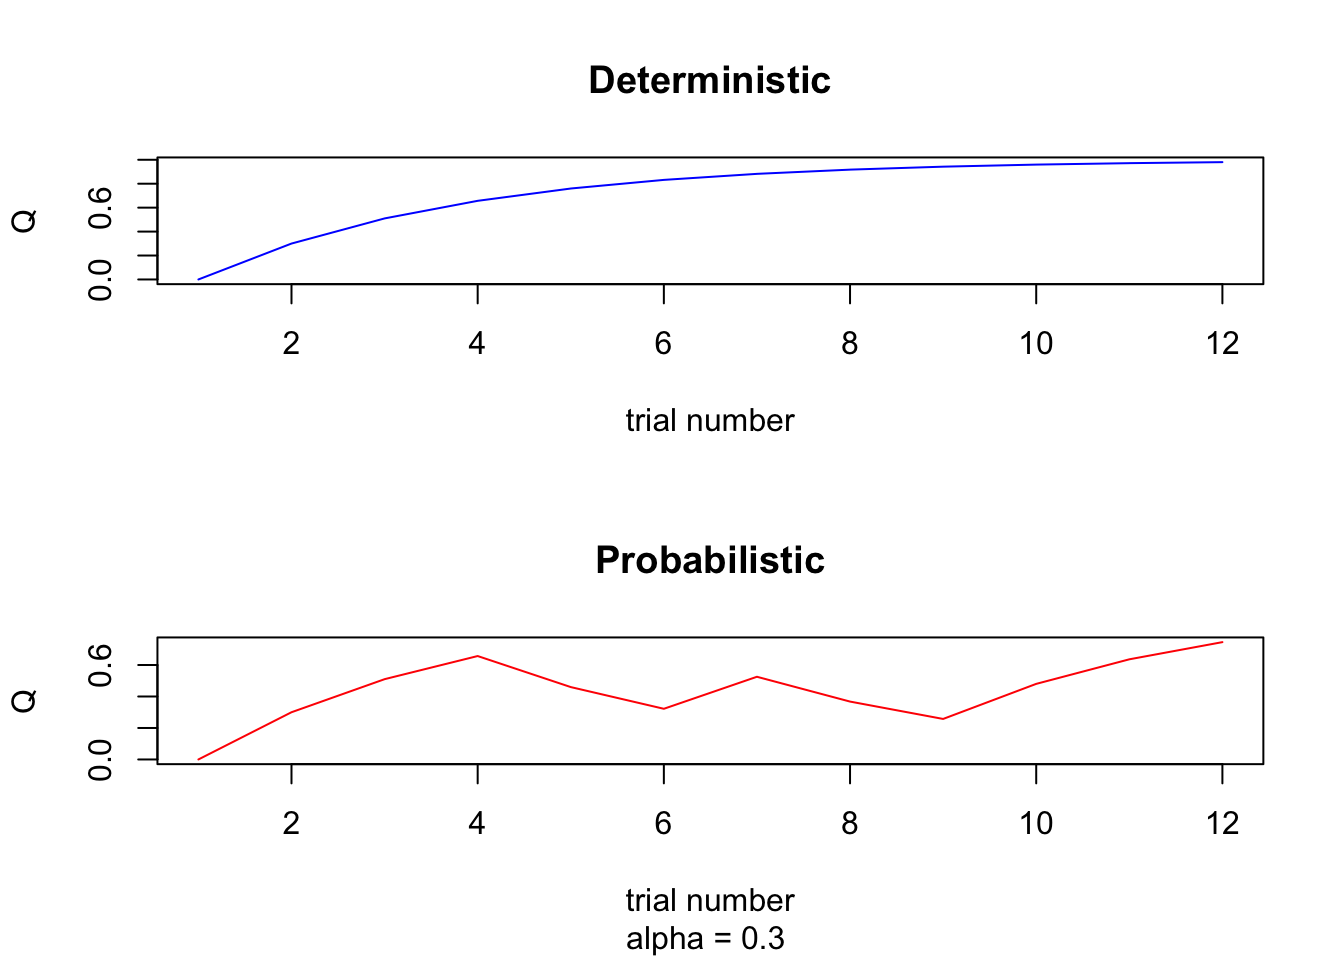 Deterministic
Q
0.6
0.0
2 4 6 8 10 12
trial number
Probabilistic
Q
0.6
0.0
2 4 6 8 10 12
trial number
alpha = 0.3